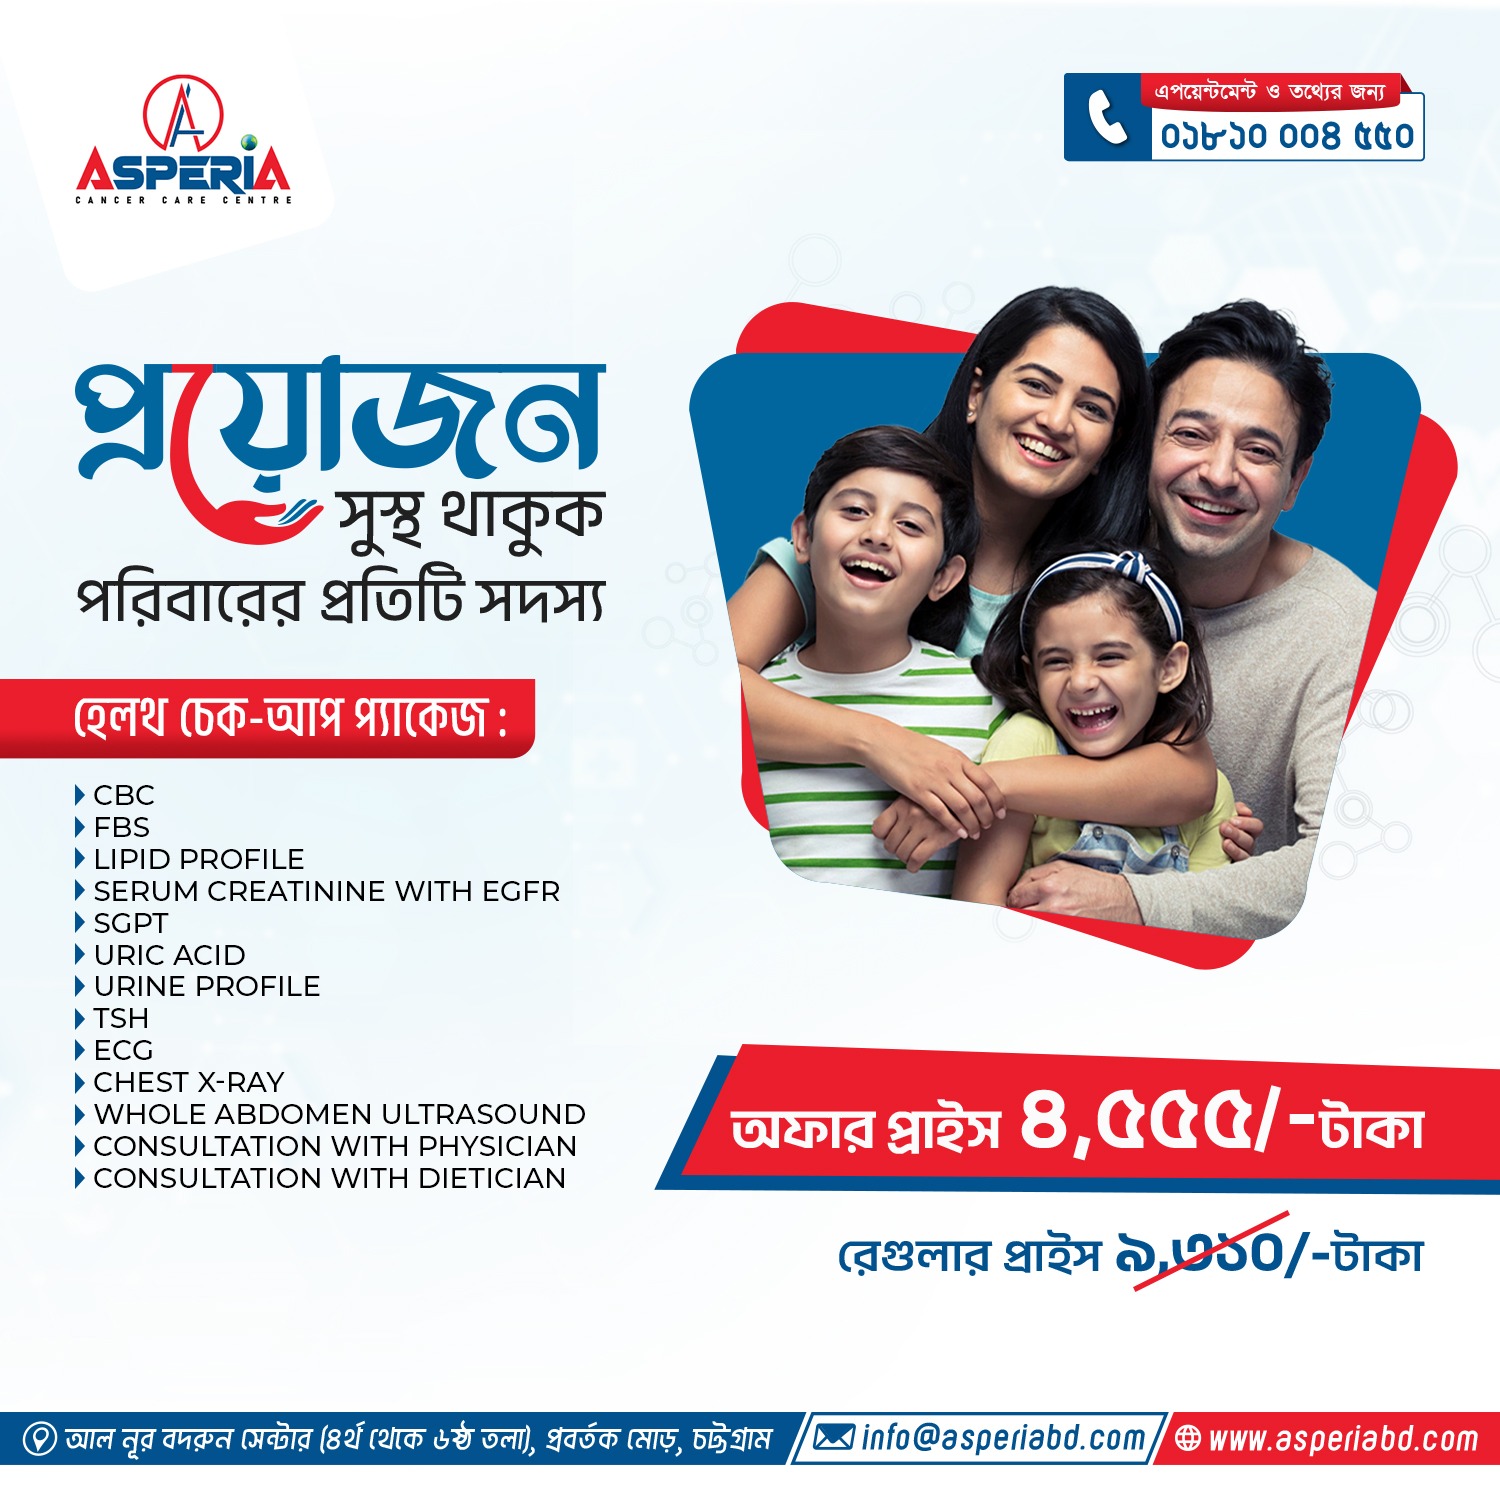 ASPERIA
CANCER CARE CENTRE
এপয়েন্টমেন্ট ও তথ্যের জন্য
০১৮১০ ০০৪ ৫৫০
প্রয়োজন
সুস্থ থাকুক
পরিবারের প্রতিটি সদস্য
হেলথ চেক-আপ প্যাকেজ :
CBC
FBS
LIPID PROFILE
SERUM CREATININE WITH EGFR
SGPT
URIC ACID
URINE PROFILE
TSH
ECG
CHEST X-RAY
WHOLE ABDOMEN ULTRASOUND
CONSULTATION WITH PHYSICIAN
CONSULTATION WITH DIETICIAN
অফার প্রাইস ৪,৫৫৫/-টাকা
রেগুলার প্রাইস ৯,৩১০/-টাকা
আল নূর বদরুন সেন্টার (৪র্থ থেকে ৬ষ্ঠ তলা), প্রবর্তক মোড়, চট্টগ্রাম
info@asperiabd.com
www.asperiabd.com